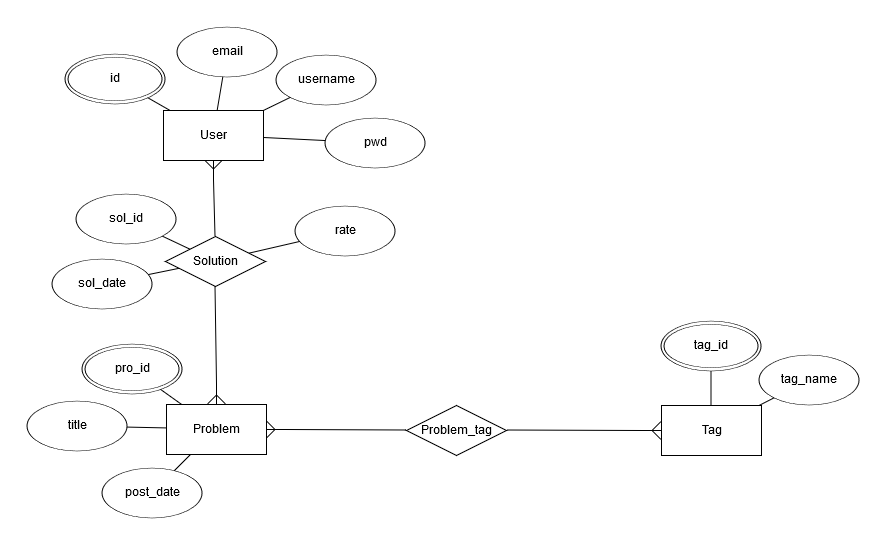 email
id
username
User
pwd
sol_id
rate
Solution
sol_date
tag_id
pro_id
tag_name
title
Problem
Problem_tag
Tag
post_date